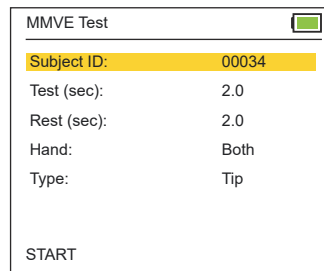 MMVE Test
Subject ID: 00034
Test (sec): 2.0
Rest (sec): 2.0
Hand: Both
Type: Tip
START